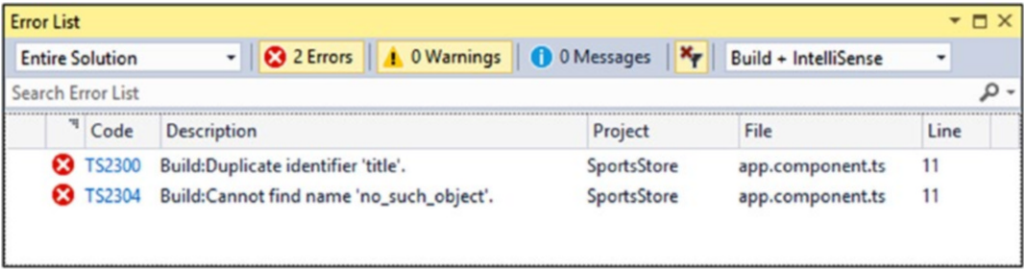 Error List
Entire Solution 2 Errors 0 Warnings 0 Messages Build + IntelliSense
Search Error List
Code Description Project File Line
TS2300 Build:Duplicate identifier 'title'. SportsStore app.component.ts 11
TS2304 Build:Cannot find name 'no_such_object'. SportsStore app.component.ts 11